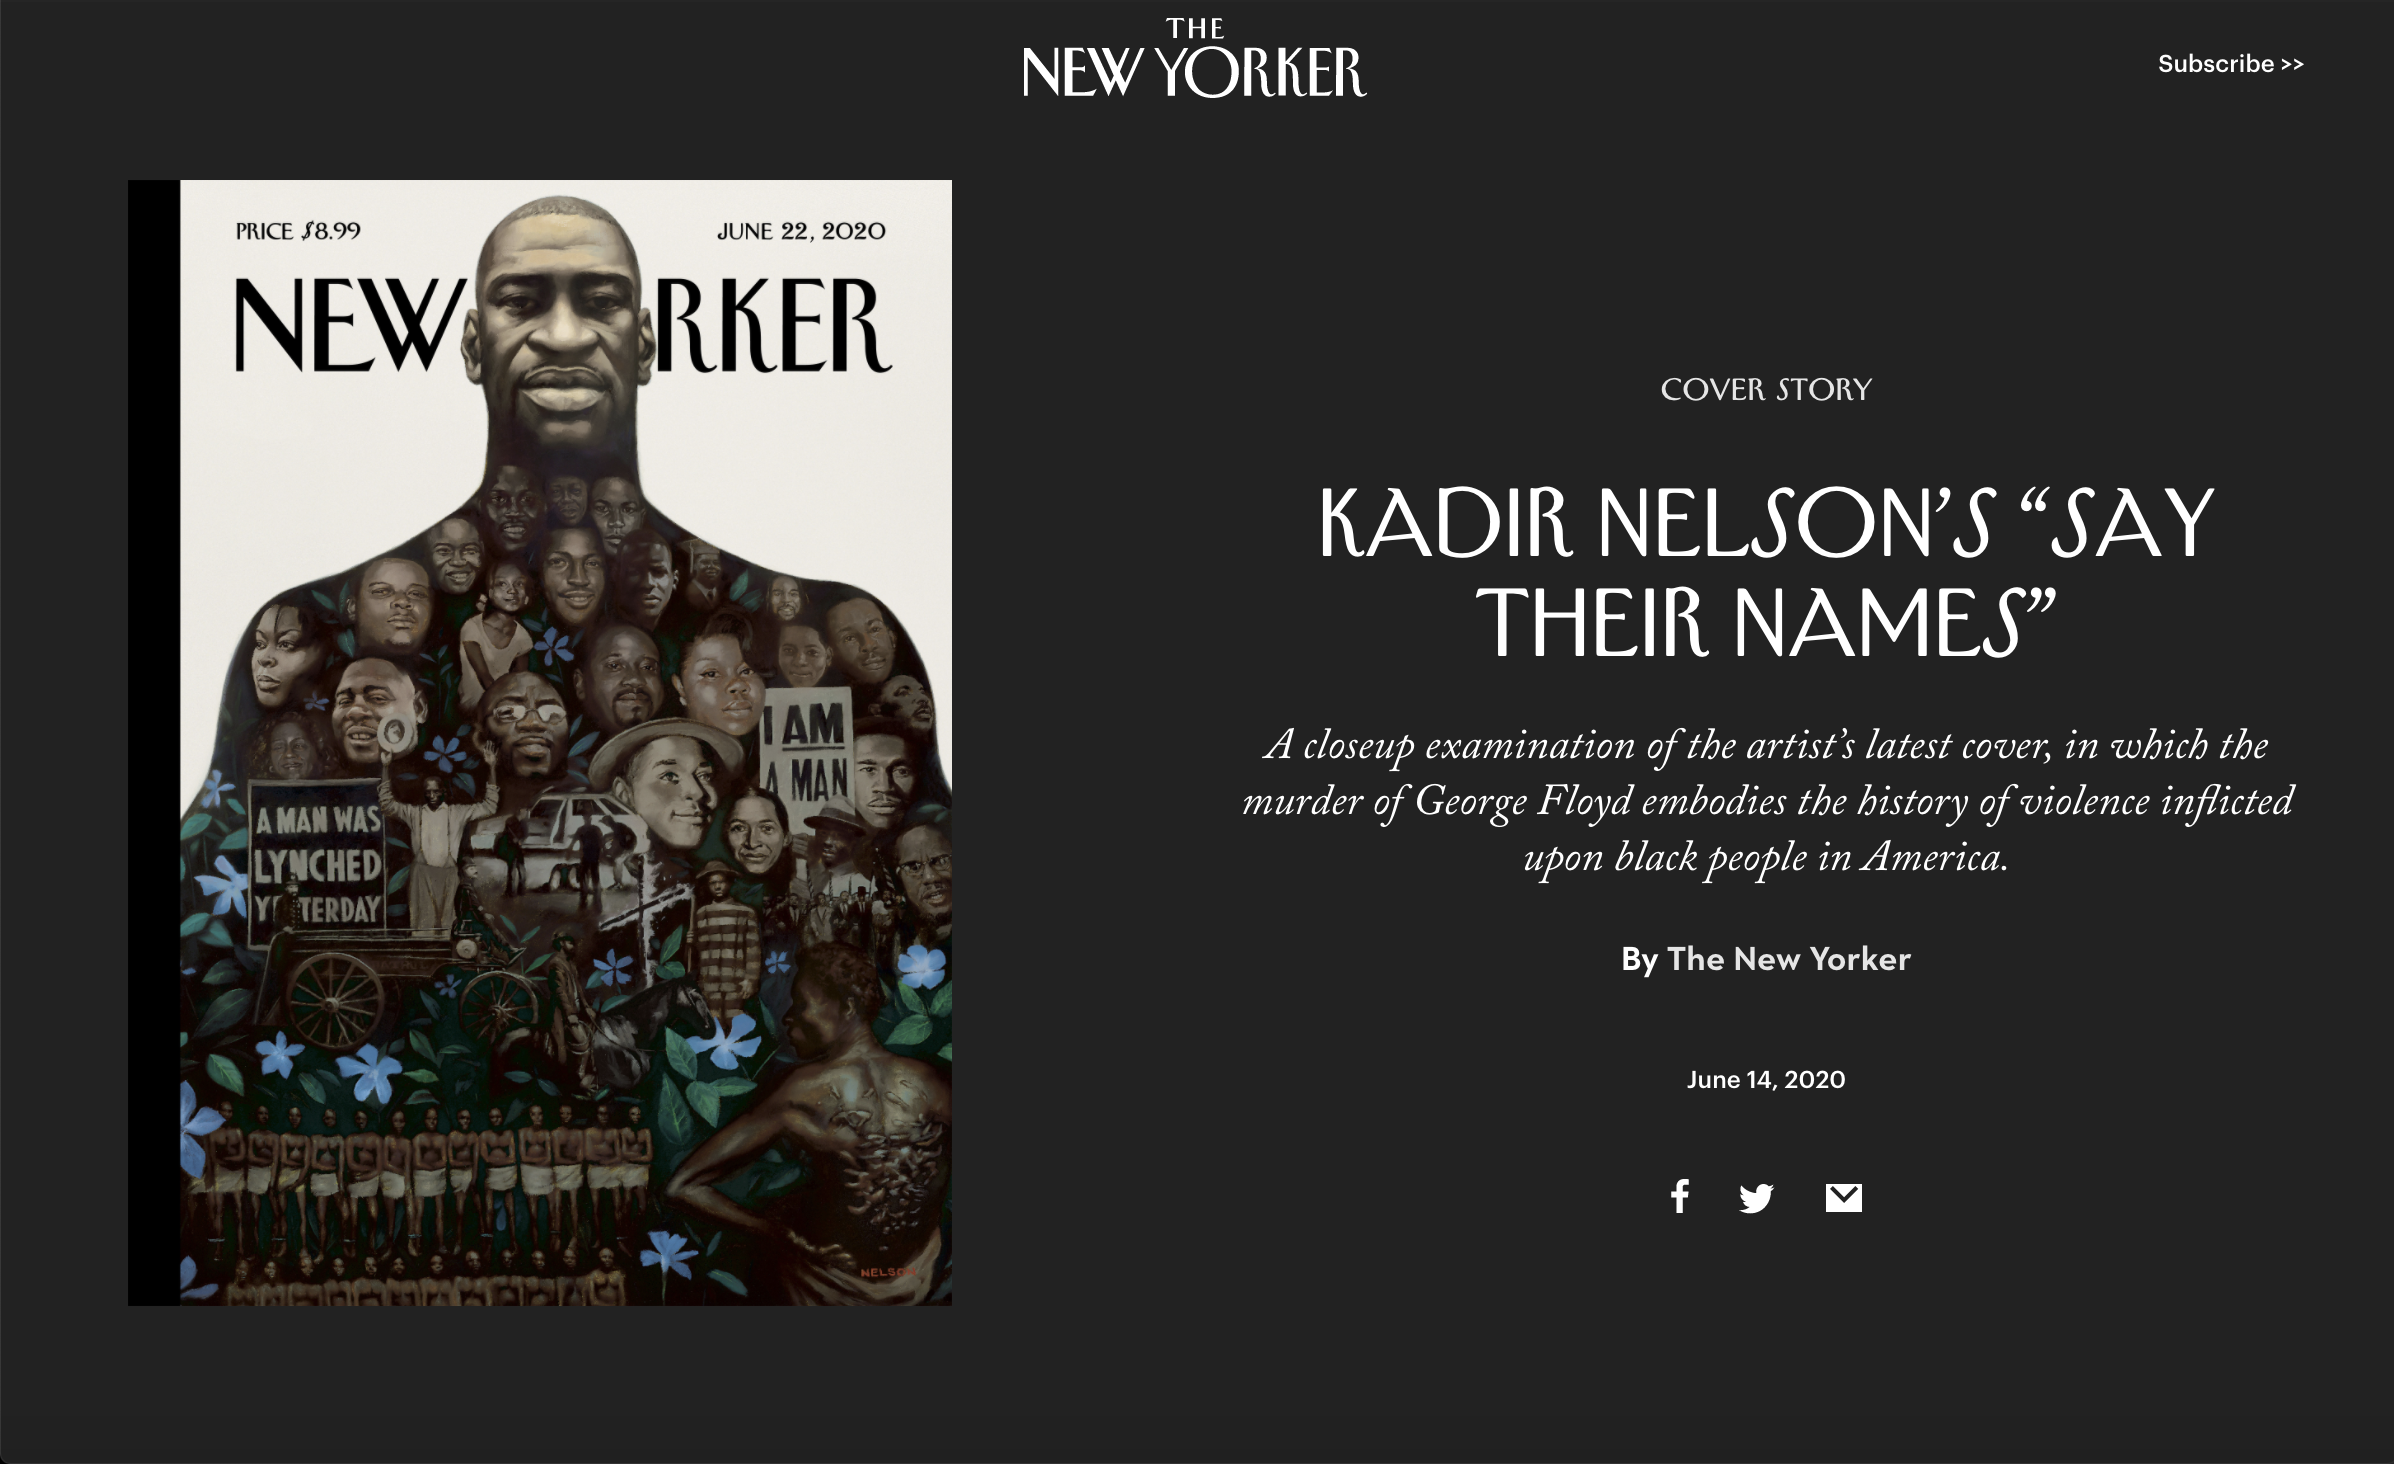 THE
NEW YORKER
Subscribe >>
PRICE $8.99
JUNE 22, 2020
NEW RKER
I AM
A MAN
A MAN WAS
LYNCHED
Y TERDAY
NELSON
COVER STORY
KADIR NELSON’S “SAY
THEIR NAMES”
A closeup examination of the artist’s latest cover, in which the
murder of George Floyd embodies the history of violence inflicted
upon black people in America.
By The New Yorker
June 14, 2020